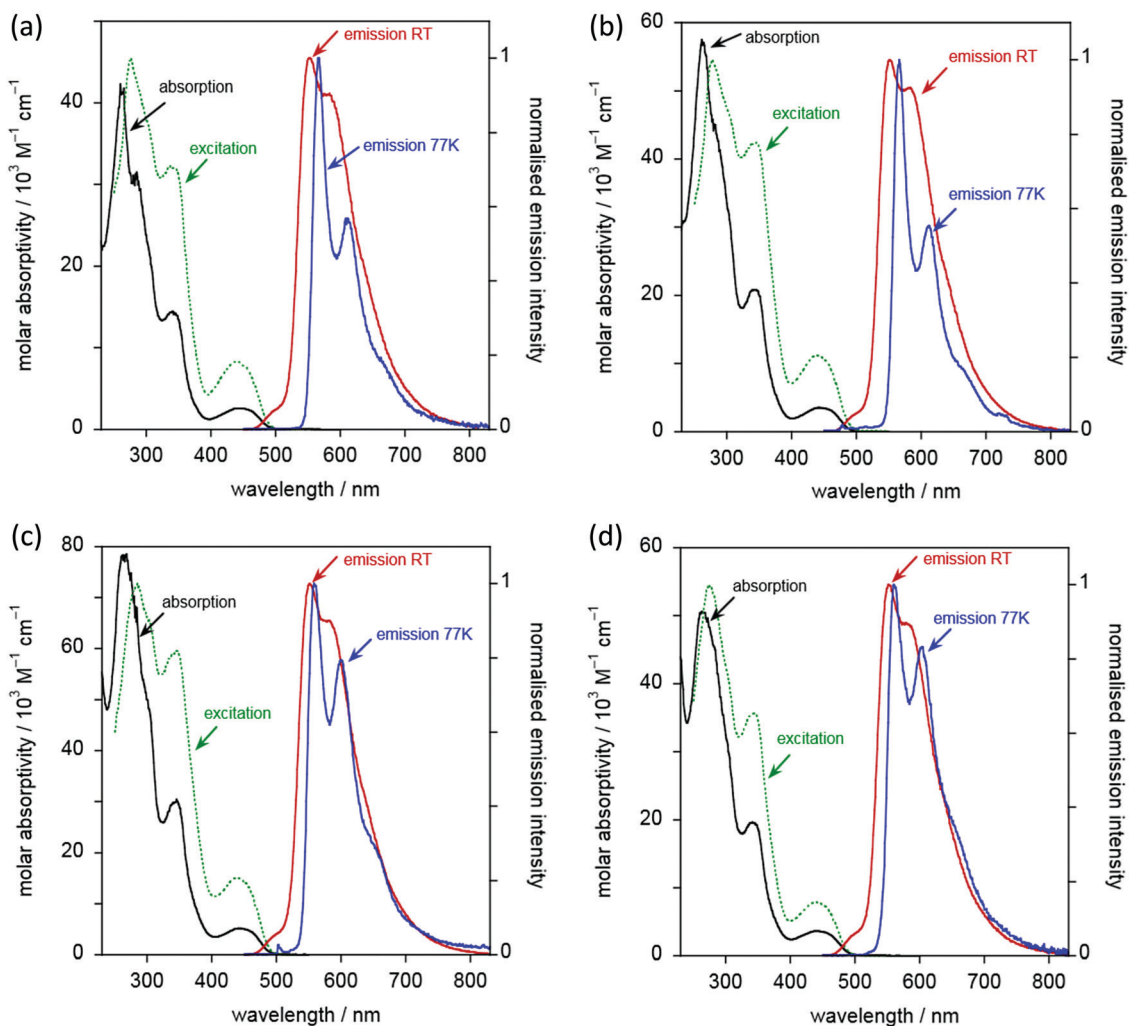 (a)
molar absorptivity / 10³ M⁻¹ cm⁻¹
40
20
0
absorption
excitation
emission RT
emission 77K
1
0
normalised emission intensity
300 400 500 600 700 800
wavelength / nm
(b)
molar absorptivity / 10³ M⁻¹ cm⁻¹
60
40
20
0
absorption
emission RT
excitation
emission 77K
1
0
normalised emission intensity
300 400 500 600 700 800
wavelength / nm
(c)
molar absorptivity / 10³ M⁻¹ cm⁻¹
80
60
40
20
0
emission RT
absorption
emission 77K
excitation
1
0
normalised emission intensity
300 400 500 600 700 800
wavelength / nm
(d)
molar absorptivity / 10³ M⁻¹ cm⁻¹
60
40
20
0
emission RT
absorption
emission 77K
excitation
1
0
normalised emission intensity
300 400 500 600 700 800
wavelength / nm